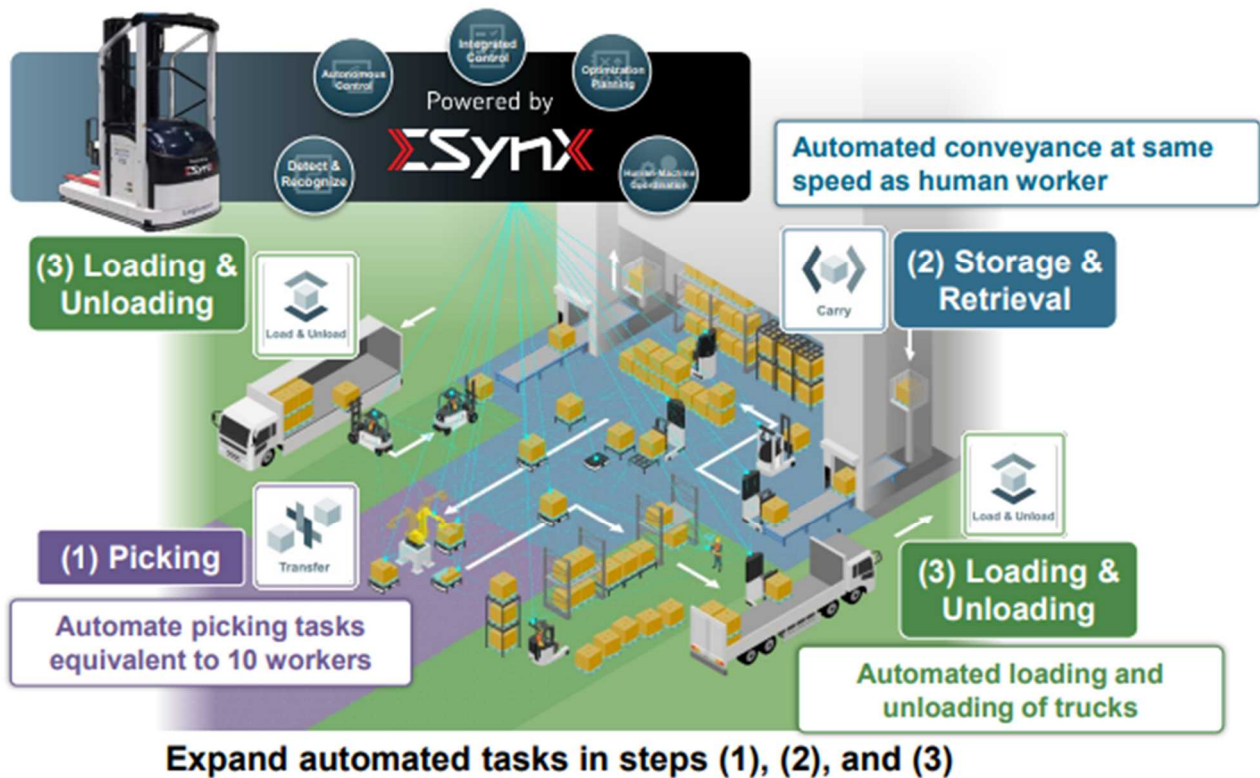 Autonomous
Control
Integrated
Control
Optimization
Planning
Powered by
ΣSynX
Detect &
Recognize
Human-Machine
Coordination
Automated conveyance at same
speed as human worker
(3) Loading &
Unloading
Load & Unload
Carry
(2) Storage &
Retrieval
Load & Unload
(1) Picking
Transfer
Automate picking tasks
equivalent to 10 workers
(3) Loading &
Unloading
Automated loading and
unloading of trucks
Expand automated tasks in steps (1), (2), and (3)